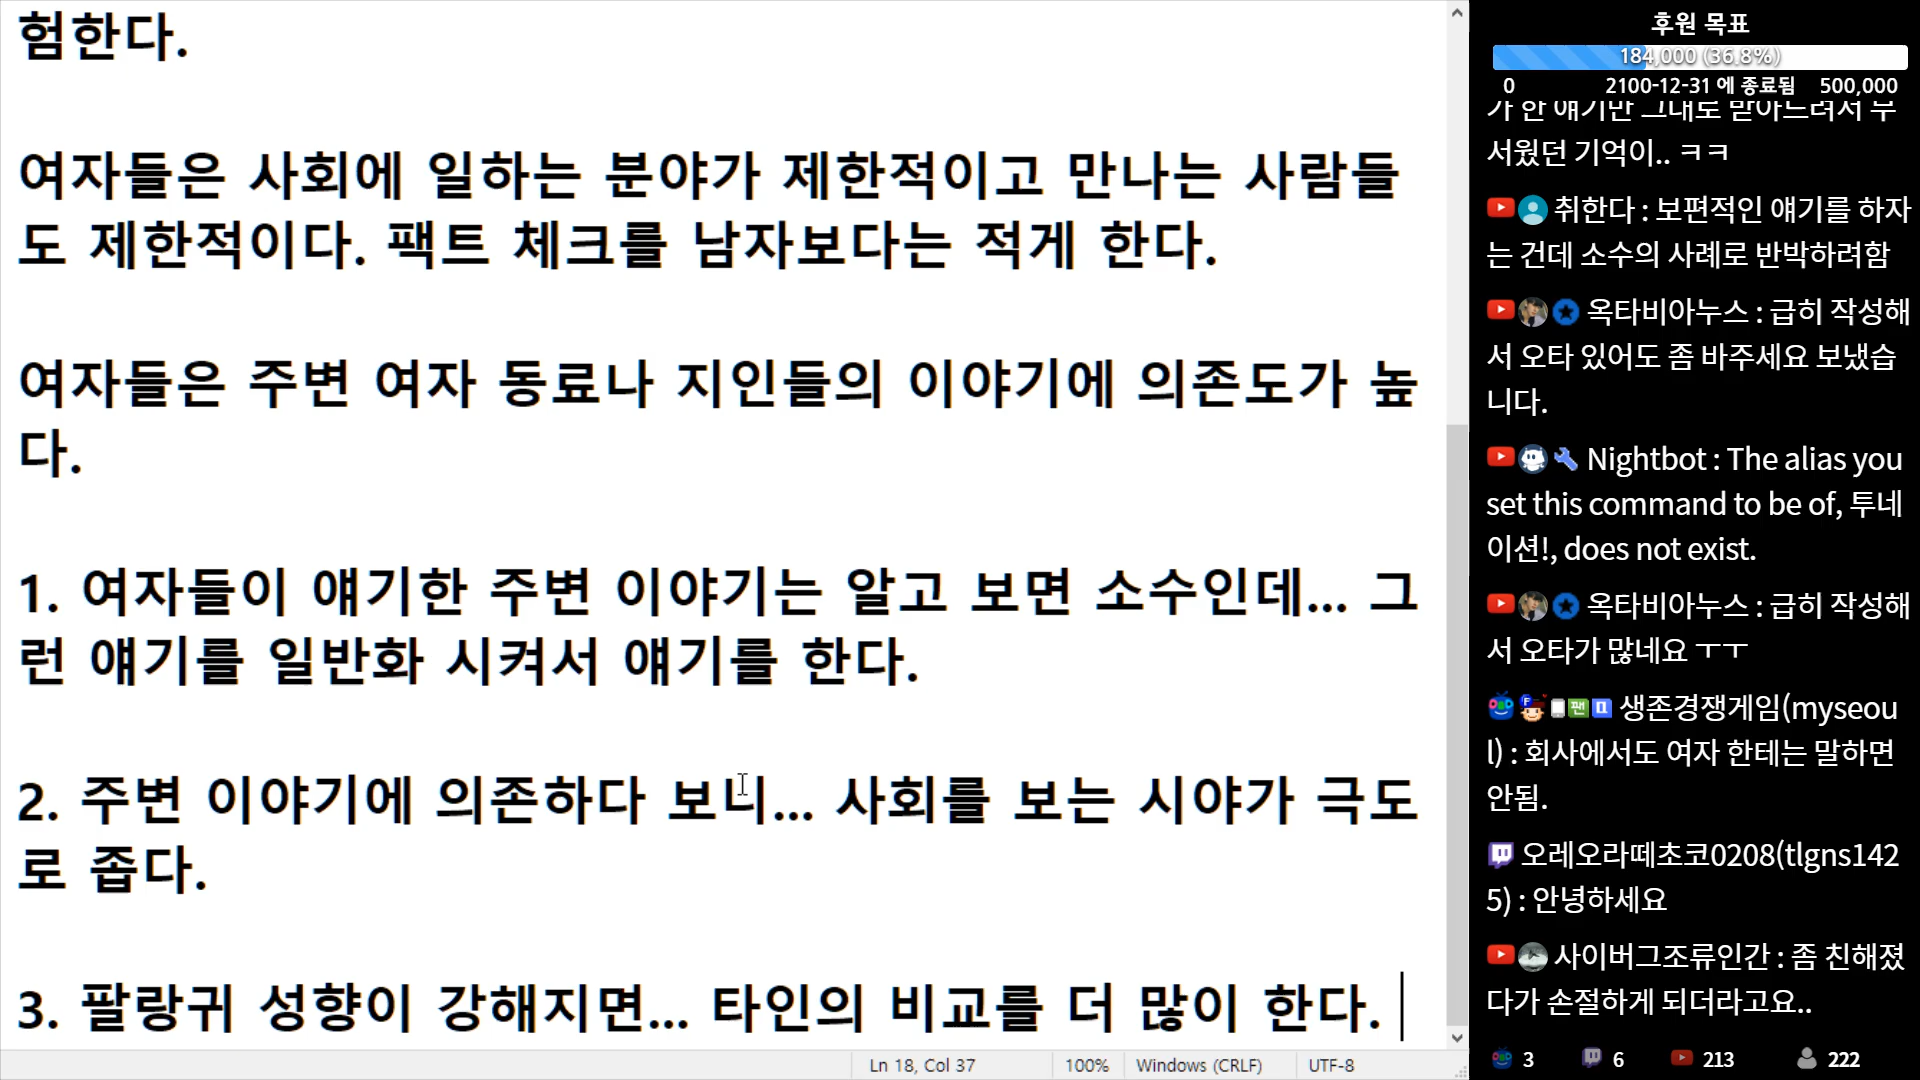 험한다.
여자들은 사회에 일하는 분야가 제한적이고 만나는 사람들
도 제한적이다. 팩트 체크를 남자보다는 적게 한다.
여자들은 주변 여자 동료나 지인들의 이야기에 의존도가 높
다.
1. 여자들이 얘기한 주변 이야기는 알고 보면 소수인데... 그
런 얘기를 일반화 시켜서 얘기를 한다.
2. 주변 이야기에 의존하다 보니... 사회를 보는 시야가 극도
로 좁다.
3. 팔랑귀 성향이 강해지면... 타인의 비교를 더 많이 한다.
Ln 18, Col 37
100%
Windows (CRLF)
UTF-8
후원 목표
184,000 (36.8%)
0 2100-12-31 에 종료됨 500,000
가 한 얘기만 그대로 받아드려서 무
서웠던 기억이.. ㅋㅋ
취한다 : 보편적인 얘기를 하자
는 건데 소수의 사례로 반박하려함
옥타비아누스 : 급히 작성해
서 오타 있어도 좀 바주세요 보냈습
니다.
Nightbot : The alias you
set this command to be of, 투네
이션!, does not exist.
옥타비아누스 : 급히 작성해
서 오타가 많네요 ㅜㅜ
생존경쟁게임(myseou
l) : 회사에서도 여자 한테는 말하면
안됨.
오레오라떼초코0208(tlgns142
5) : 안녕하세요
사이버그조류인간 : 좀 친해졌
다가 손절하게 되더라고요..
3 6 213 222